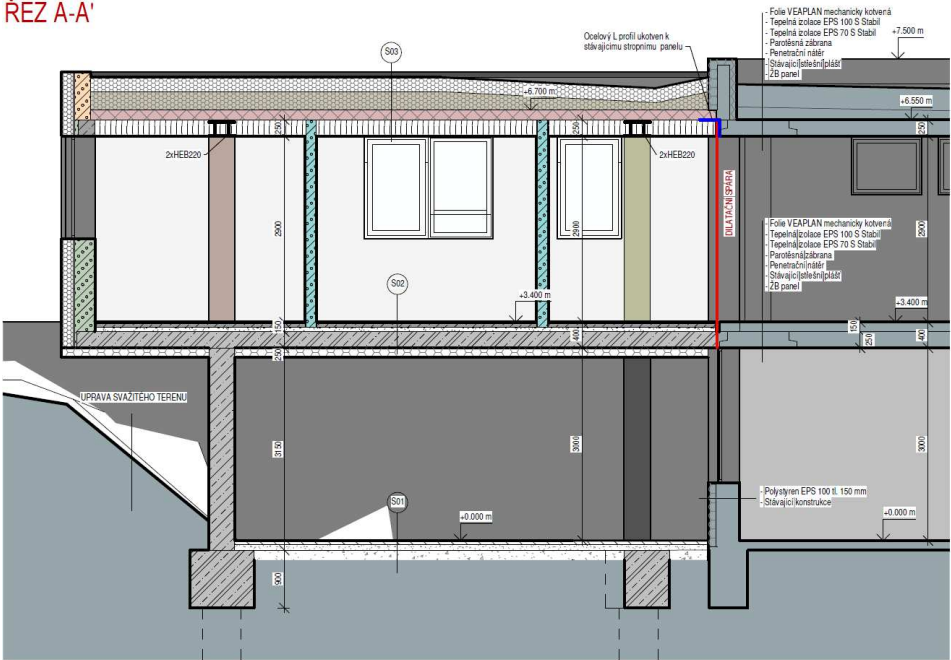 ŘEZ A-A'
- Folie VEAPLAN mechanicky kotvená
- Tepelná izolace EPS 100 S Stabil
- Tepelná izolace EPS 70 S Stabil
- Parotěsná zábrana
- Penetrační nátěr
- Stávající střešní plášť
- ŽB panel
+7.500 m
Ocelový L profil ukotven k
stávajícímu stropnímu panelu
S03
+6.700 m
+6.550 m
250
250
250
2xHEB220
2xHEB220
DILATAČNÍ SPÁRA
2900
2900
2900
- Folie VEAPLAN mechanicky kotvená
- Tepelná izolace EPS 100 S Stabil
- Tepelná izolace EPS 70 S Stabil
- Parotěsná zábrana
- Penetrační nátěr
- Stávající střešní plášť
- ŽB panel
S02
+3.400 m
+3.400 m
150
250
400
150
250
400
UPRAVA SVAŽITÉHO TERENU
3150
3000
3000
S01
- Polystyren EPS 100 tl. 150 mm
- Stávající konstrukce
+0.000 m
+0.000 m
900